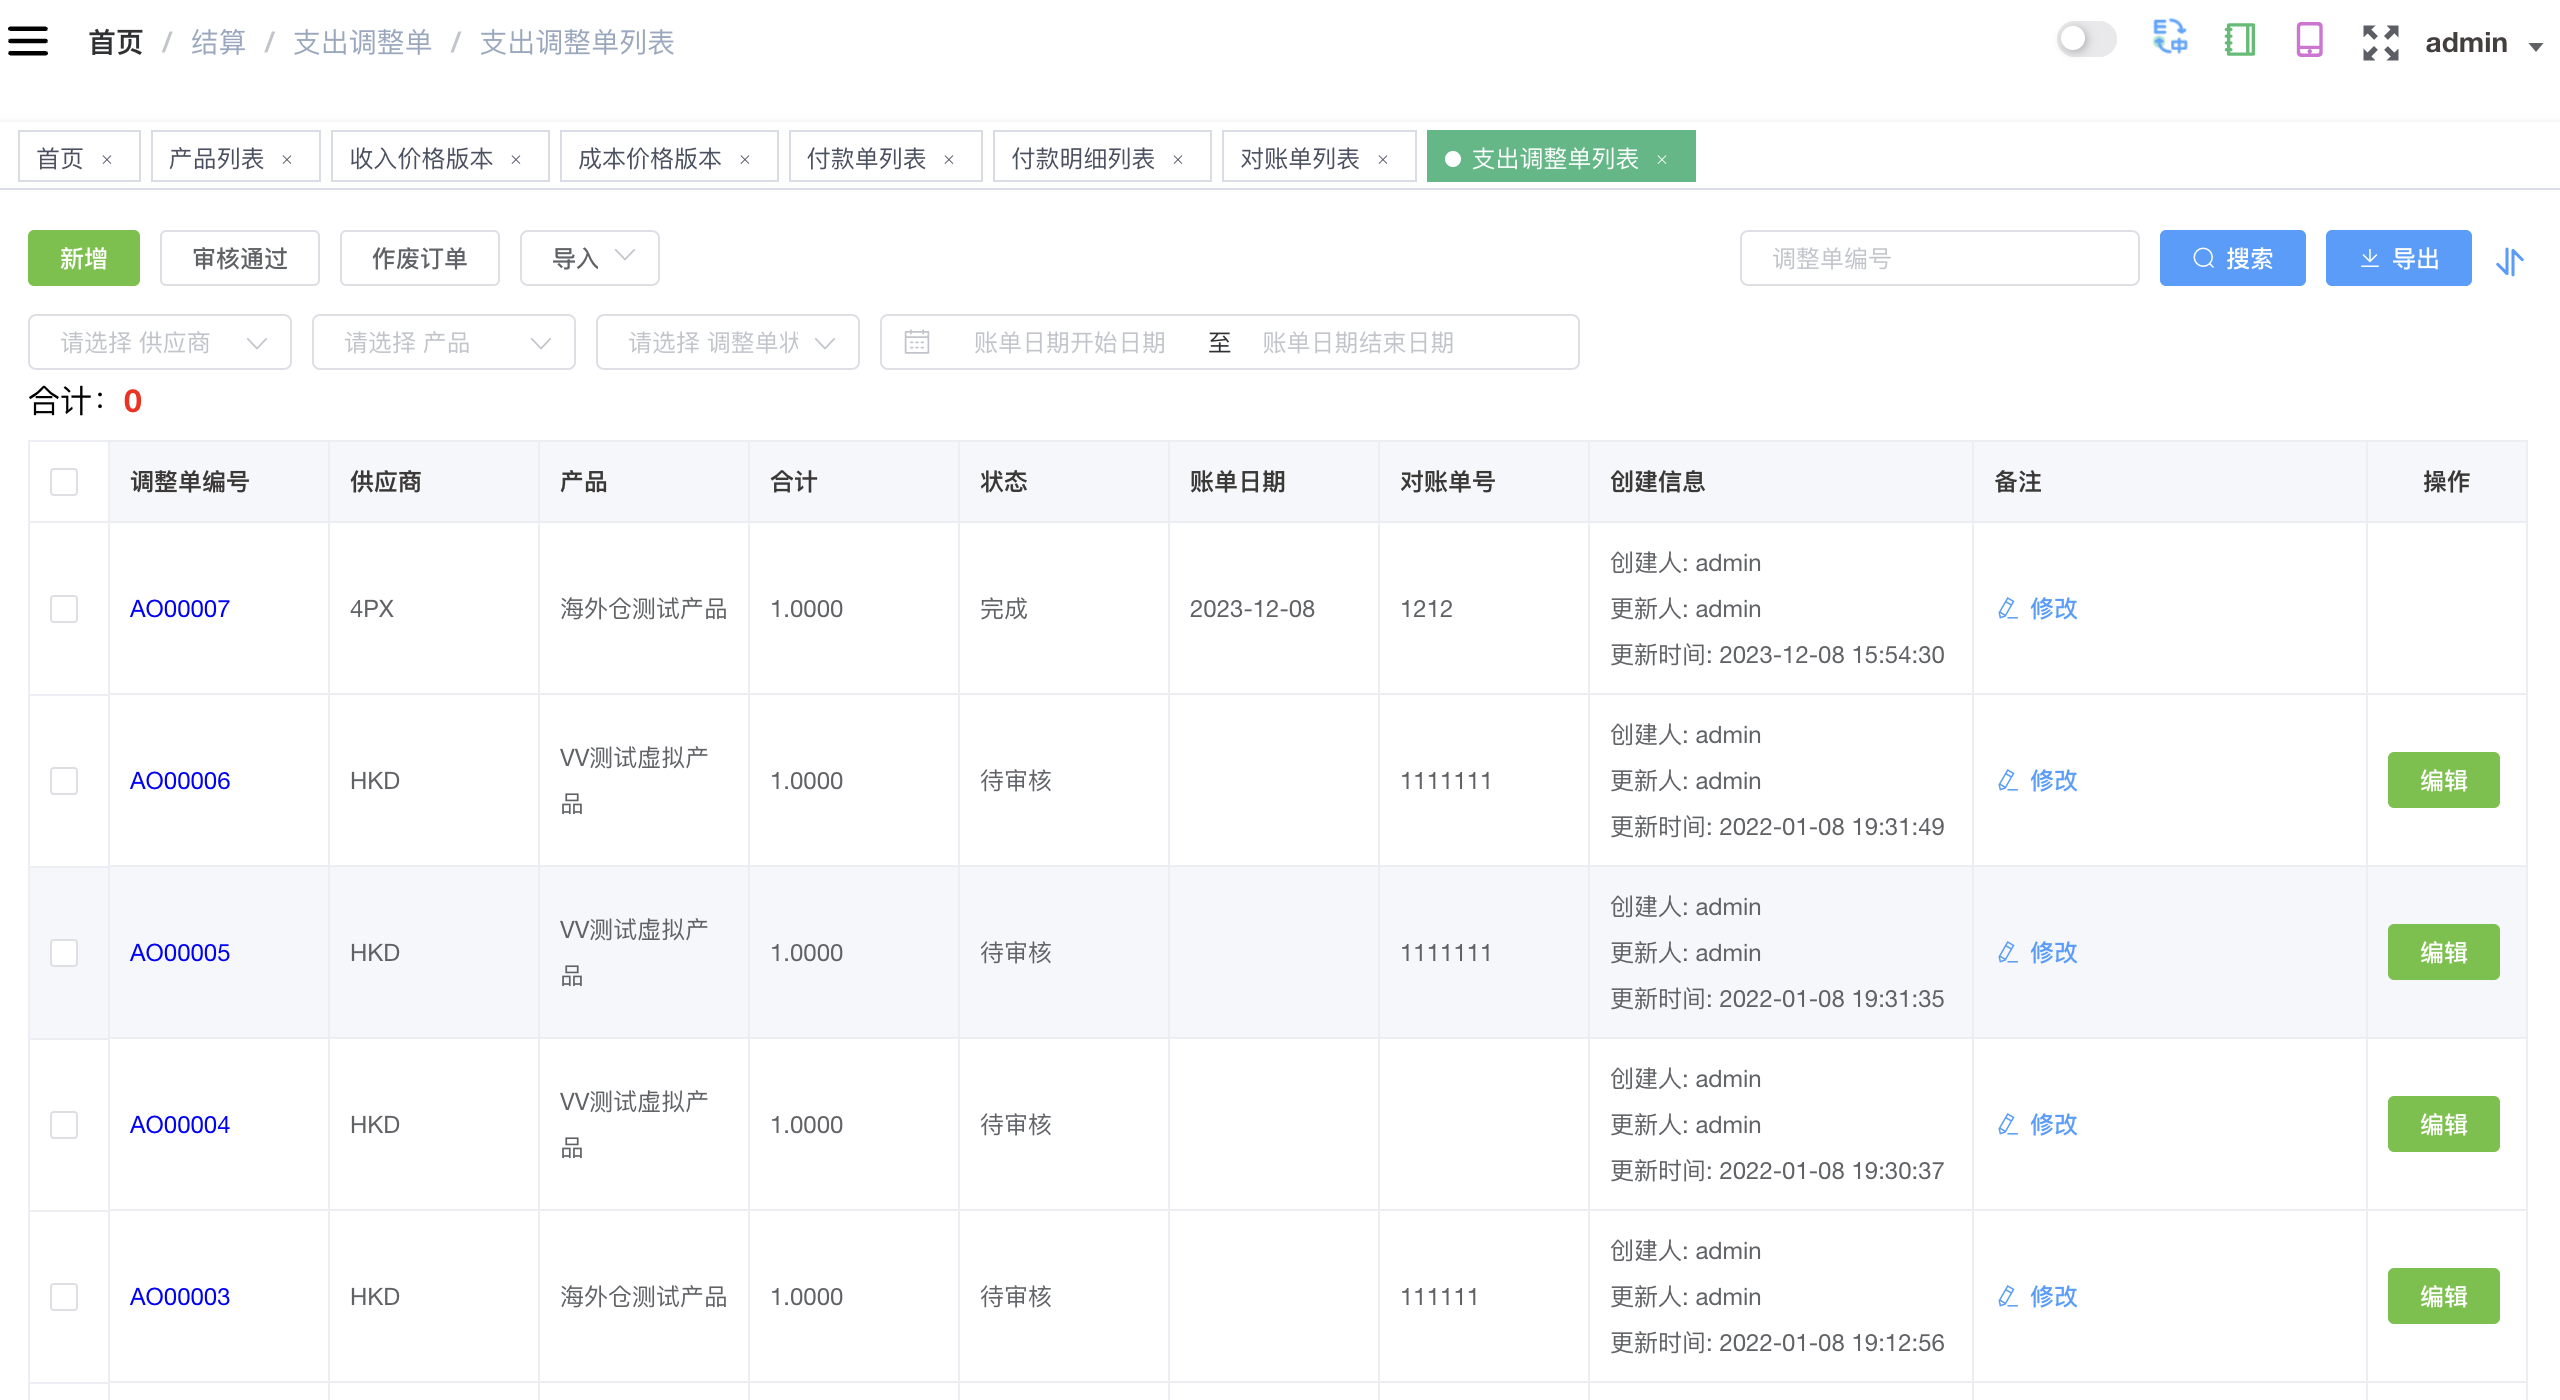 首页 / 结算 / 支出调整单 / 支出调整单列表
admin
首页 × 产品列表 × 收入价格版本 × 成本价格版本 × 付款单列表 × 付款明细列表 × 对账单列表 × 支出调整单列表 ×
新增 审核通过 作废订单 导入 调整单编号 搜索 导出
请选择 供应商 请选择 产品 请选择 调整单状 账单日期开始日期 至 账单日期结束日期
合计: 0
调整单编号 供应商 产品 合计 状态 账单日期 对账单号 创建信息 备注 操作
创建人: admin
AO00007 4PX 海外仓测试产品 1.0000 完成 2023-12-08 1212 更新人: admin 修改
更新时间: 2023-12-08 15:54:30
创建人: admin
VV测试虚拟产
AO00006 HKD 1.0000 待审核 1111111 更新人: admin 修改 编辑
品
更新时间: 2022-01-08 19:31:49
创建人: admin
VV测试虚拟产
AO00005 HKD 1.0000 待审核 1111111 更新人: admin 修改 编辑
品
更新时间: 2022-01-08 19:31:35
创建人: admin
VV测试虚拟产
AO00004 HKD 1.0000 待审核 更新人: admin 修改 编辑
品
更新时间: 2022-01-08 19:30:37
创建人: admin
AO00003 HKD 海外仓测试产品 1.0000 待审核 111111 更新人: admin 修改 编辑
更新时间: 2022-01-08 19:12:56